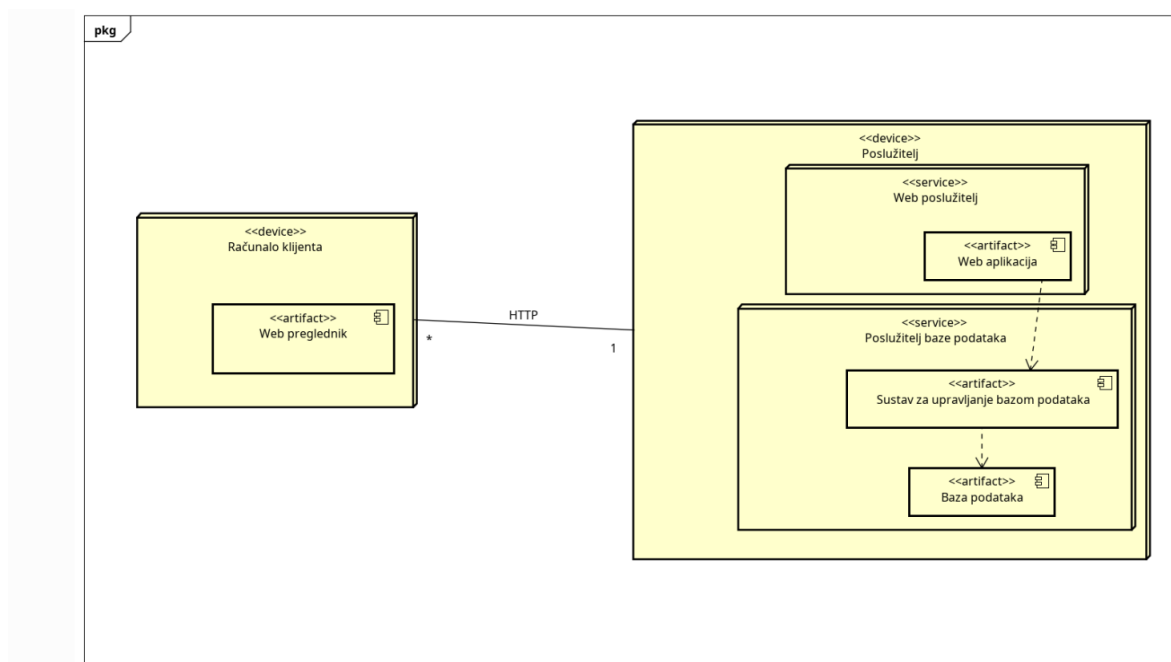 pkg
<<device>>
Računalo klijenta
<<artifact>>
Web preglednik
HTTP
*
1
<<device>>
Poslužitelj
<<service>>
Web poslužitelj
<<artifact>>
Web aplikacija
<<service>>
Poslužitelj baze podataka
<<artifact>>
Sustav za upravljanje bazom podataka
<<artifact>>
Baza podataka